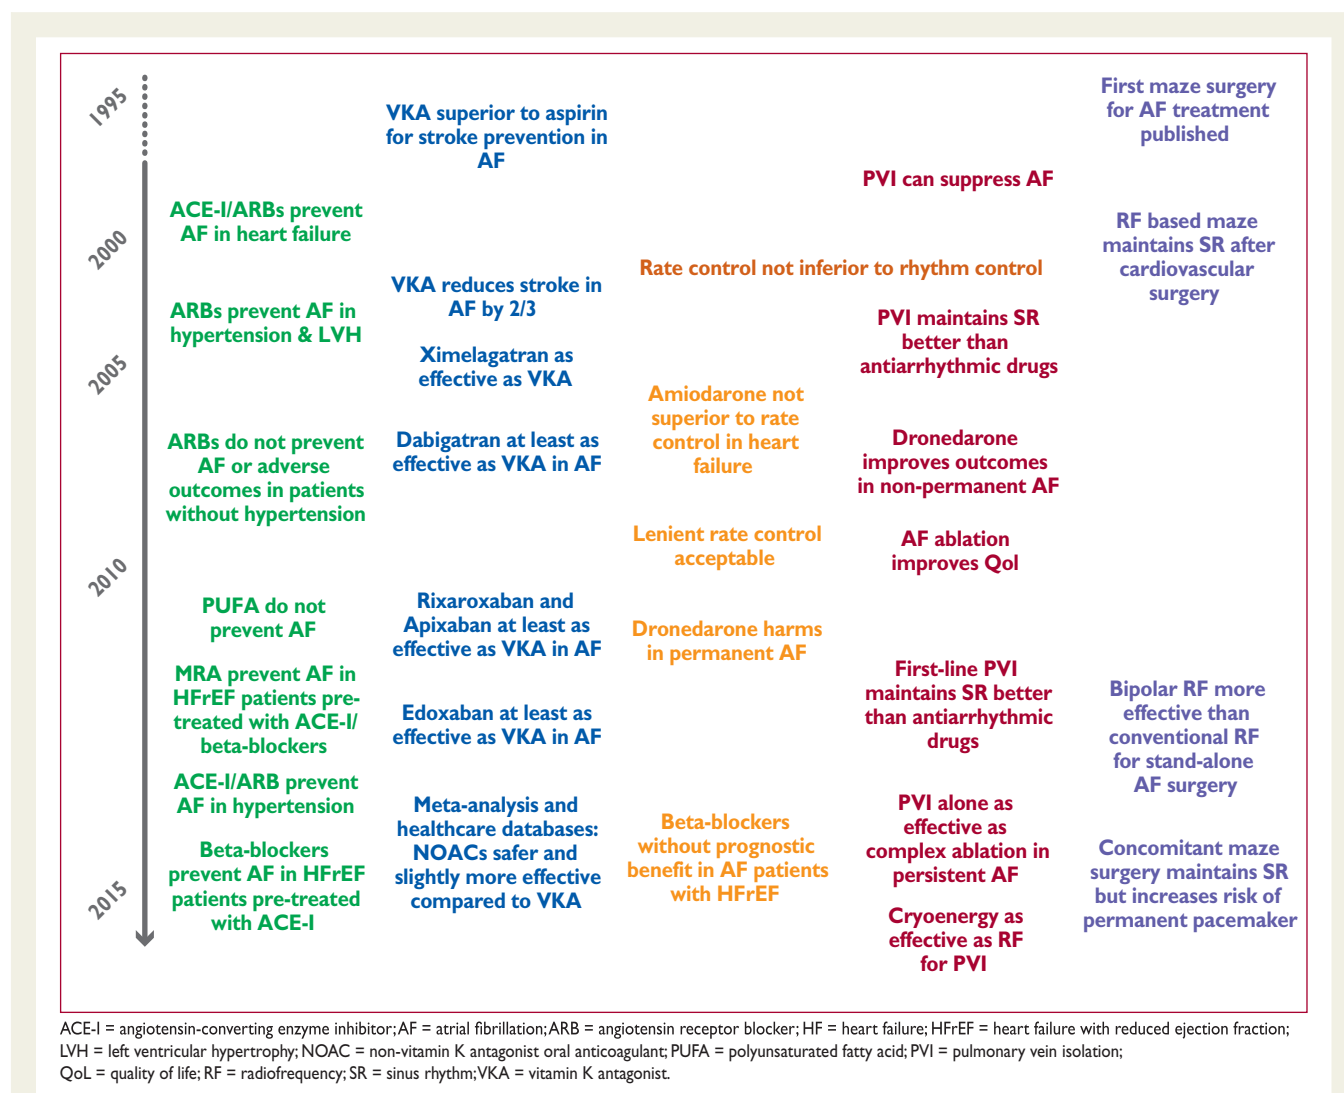 1995
2000
2005
2010
2015
ACE-I/ARBs prevent
AF in heart failure
ARBs prevent AF in
hypertension & LVH
ARBs do not prevent
AF or adverse
outcomes in patients
without hypertension
PUFA do not
prevent AF
MRA prevent AF in
HFrEF patients pre-
treated with ACE-I/
beta-blockers
ACE-I/ARB prevent
AF in hypertension
Beta-blockers
prevent AF in HFrEF
patients pre-treated
with ACE-I
VKA superior to aspirin
for stroke prevention in
AF
VKA reduces stroke in
AF by 2/3
Ximelagatran as
effective as VKA
Dabigatran at least as
effective as VKA in AF
Rixaroxaban and
Apixaban at least as
effective as VKA in AF
Edoxaban at least as
effective as VKA in AF
Meta-analysis and
healthcare databases:
NOACs safer and
slightly more effective
compared to VKA
Rate control not inferior to rhythm control
Amiodarone not
superior to rate
control in heart
failure
Lenient rate control
acceptable
Dronedarone harms
in permanent AF
Beta-blockers
without prognostic
benefit in AF patients
with HFrEF
PVI can suppress AF
PVI maintains SR
better than
antiarrhythmic drugs
Dronedarone
improves outcomes
in non-permanent AF
AF ablation
improves Qol
First-line PVI
maintains SR better
than antiarrhythmic
drugs
PVI alone as
effective as
complex ablation in
persistent AF
Cryoenergy as
effective as RF
for PVI
First maze surgery
for AF treatment
published
RF based maze
maintains SR after
cardiovascular
surgery
Bipolar RF more
effective than
conventional RF
for stand-alone
AF surgery
Concomitant maze
surgery maintains SR
but increases risk of
permanent pacemaker
ACE-I = angiotensin-converting enzyme inhibitor; AF = atrial fibrillation; ARB = angiotensin receptor blocker; HF = heart failure; HFrEF = heart failure with reduced ejection fraction;
LVH = left ventricular hypertrophy; NOAC = non-vitamin K antagonist oral anticoagulant; PUFA = polyunsaturated fatty acid; PVI = pulmonary vein isolation;
QoL = quality of life; RF = radiofrequency; SR = sinus rhythm; VKA = vitamin K antagonist.